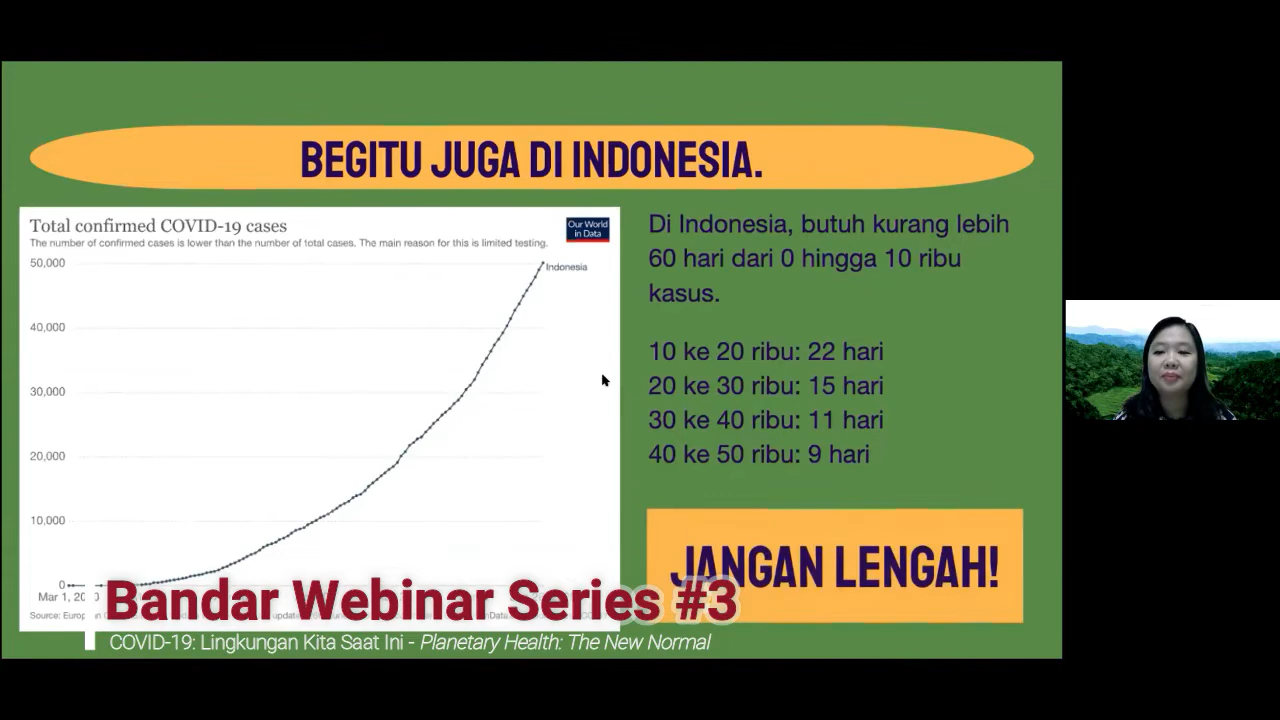 BEGITU JUGA DI INDONESIA.
Total confirmed COVID-19 cases
The number of confirmed cases is lower than the number of total cases. The main reason for this is limited testing.
Our World
in Data
50,000
Indonesia
40,000
30,000
20,000
10,000
0
Mar 1,
Source:
Di Indonesia, butuh kurang lebih
60 hari dari 0 hingga 10 ribu
kasus.
10 ke 20 ribu: 22 hari
20 ke 30 ribu: 15 hari
30 ke 40 ribu: 11 hari
40 ke 50 ribu: 9 hari
JANGAN LENGAH!
Bandar Webinar Series #3
COVID-19: Lingkungan Kita Saat Ini - Planetary Health: The New Normal